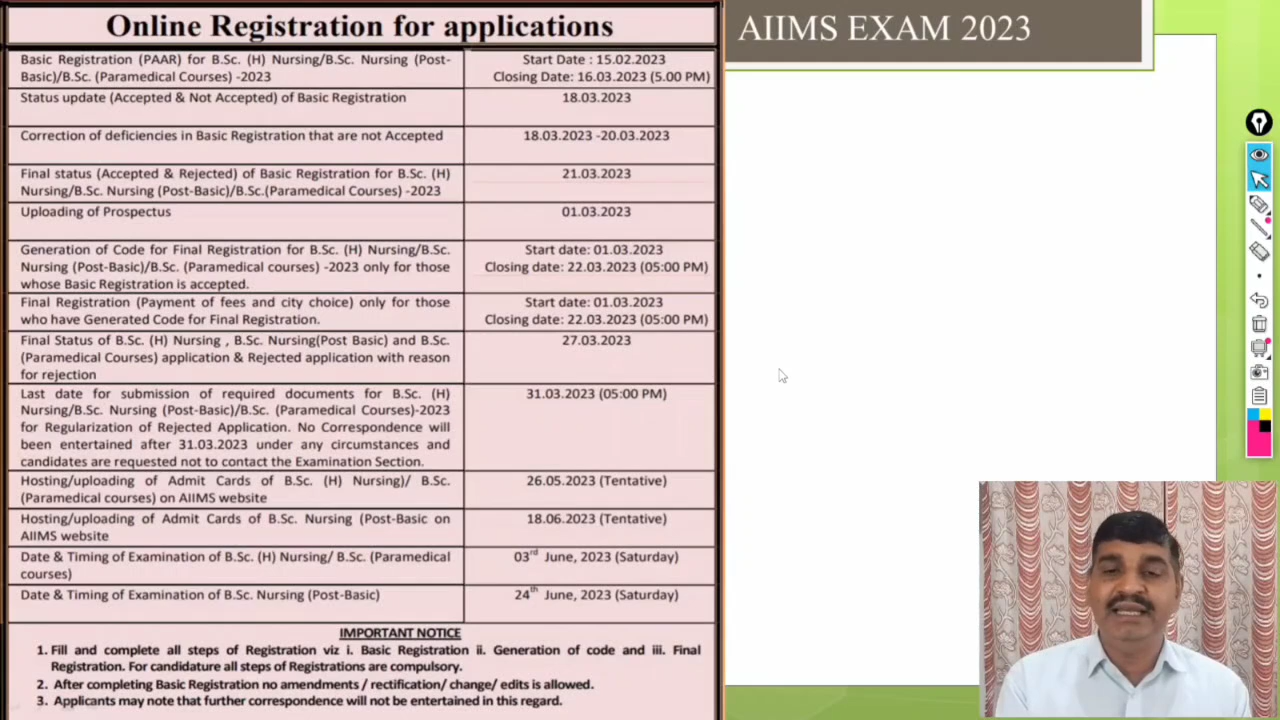 Online Registration for applications
Basic Registration (PAAR) for B.Sc. (H) Nursing/B.Sc. Nursing (Post-
Basic)/B.Sc. (Paramedical Courses) -2023
Start Date : 15.02.2023
Closing Date: 16.03.2023 (5.00 PM)
Status update (Accepted & Not Accepted) of Basic Registration
18.03.2023
Correction of deficiencies in Basic Registration that are not Accepted
18.03.2023 -20.03.2023
Final status (Accepted & Rejected) of Basic Registration for B.Sc. (H)
Nursing/B.Sc. Nursing (Post-Basic)/B.Sc.(Paramedical Courses) -2023
21.03.2023
Uploading of Prospectus
01.03.2023
Generation of Code for Final Registration for B.Sc. (H) Nursing/B.Sc.
Nursing (Post-Basic)/B.Sc. (Paramedical courses) -2023 only for those
whose Basic Registration is accepted.
Start date: 01.03.2023
Closing date: 22.03.2023 (05:00 PM)
Final Registration (Payment of fees and city choice) only for those
who have Generated Code for Final Registration.
Start date: 01.03.2023
Closing date: 22.03.2023 (05:00 PM)
Final Status of B.Sc. (H) Nursing , B.Sc. Nursing(Post Basic) and B.Sc.
(Paramedical Courses) application & Rejected application with reason
for rejection
27.03.2023
Last date for submission of required documents for B.Sc. (H)
Nursing/B.Sc. Nursing (Post-Basic)/B.Sc. (Paramedical Courses)-2023
for Regularization of Rejected Application. No Correspondence will
been entertained after 31.03.2023 under any circumstances and
candidates are requested not to contact the Examination Section.
31.03.2023 (05:00 PM)
Hosting/uploading of Admit Cards of B.Sc. (H) Nursing)/ B.Sc.
(Paramedical courses) on AIIMS website
26.05.2023 (Tentative)
Hosting/uploading of Admit Cards of B.Sc. Nursing (Post-Basic on
AIIMS website
18.06.2023 (Tentative)
Date & Timing of Examination of B.Sc. (H) Nursing/ B.Sc. (Paramedical
courses)
03rd June, 2023 (Saturday)
Date & Timing of Examination of B.Sc. Nursing (Post-Basic)
24th June, 2023 (Saturday)
IMPORTANT NOTICE
1. Fill and complete all steps of Registration viz i. Basic Registration ii. Generation of code and iii. Final
Registration. For candidature all steps of Registrations are compulsory.
2. After completing Basic Registration no amendments / rectification/ change/ edits is allowed.
3. Applicants may note that further correspondence will not be entertained in this regard.
AIIMS EXAM 2023